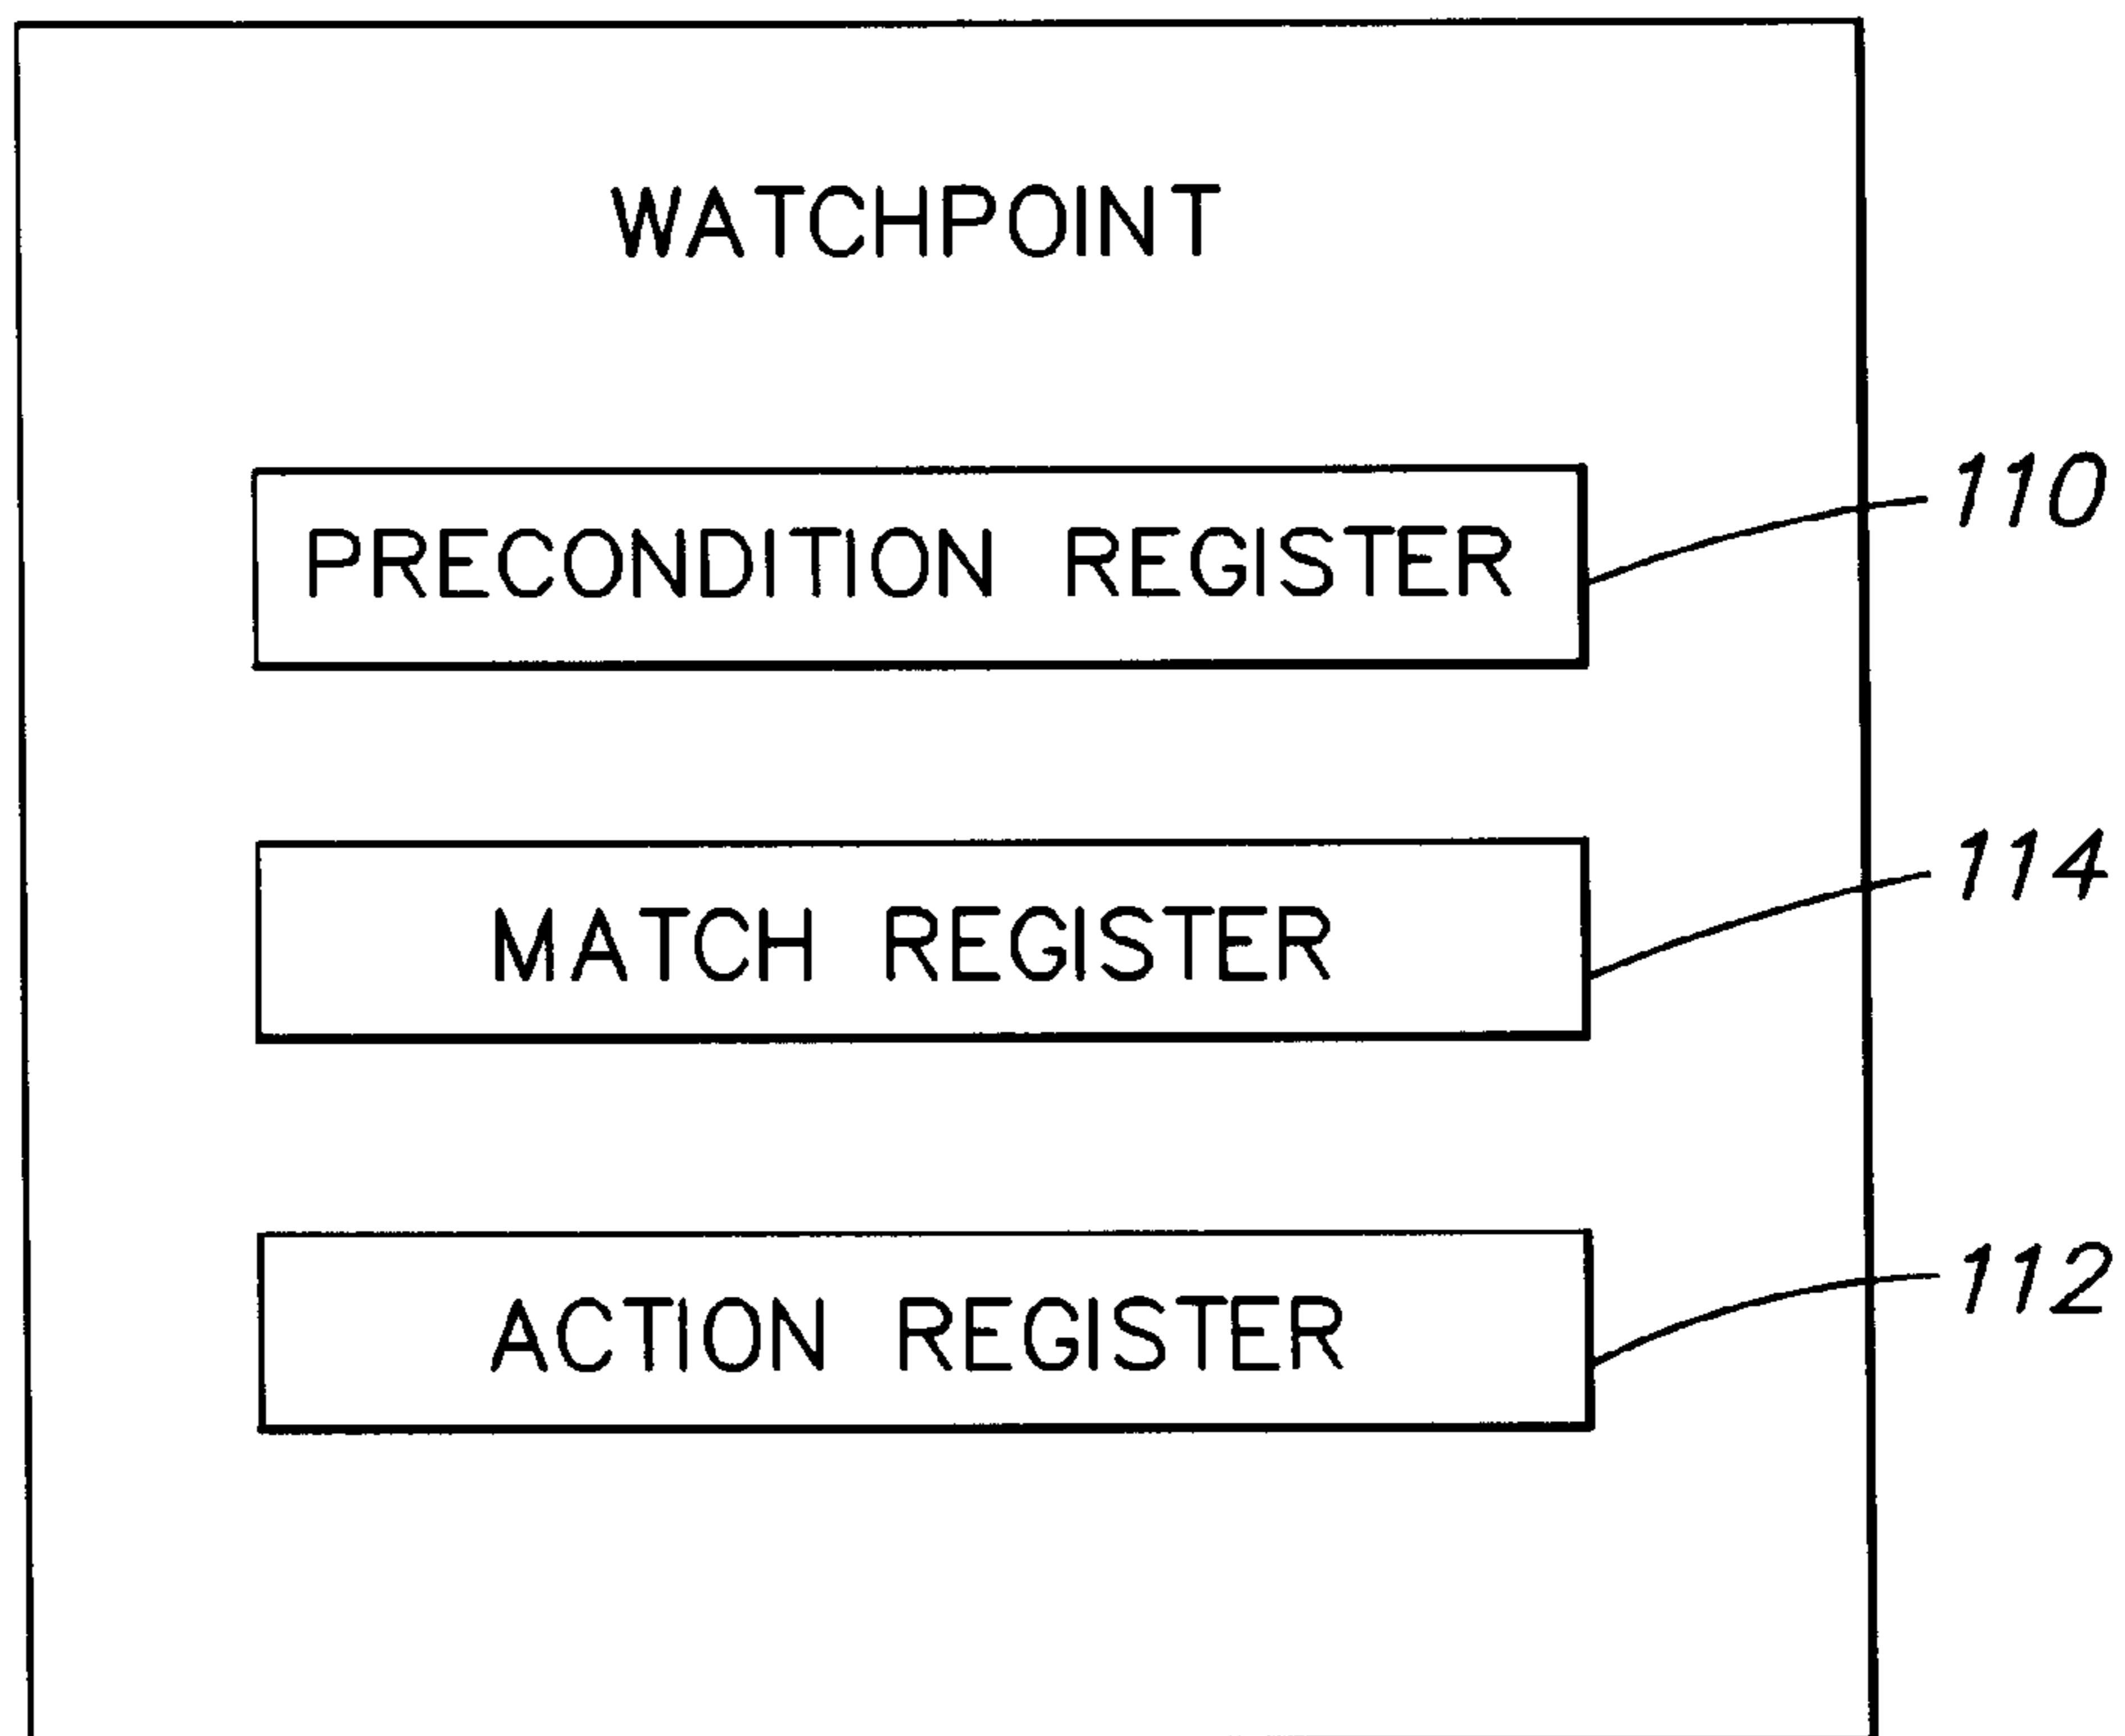 WATCHPOINT
PRECONDITION REGISTER
110
MATCH REGISTER
114
ACTION REGISTER
112